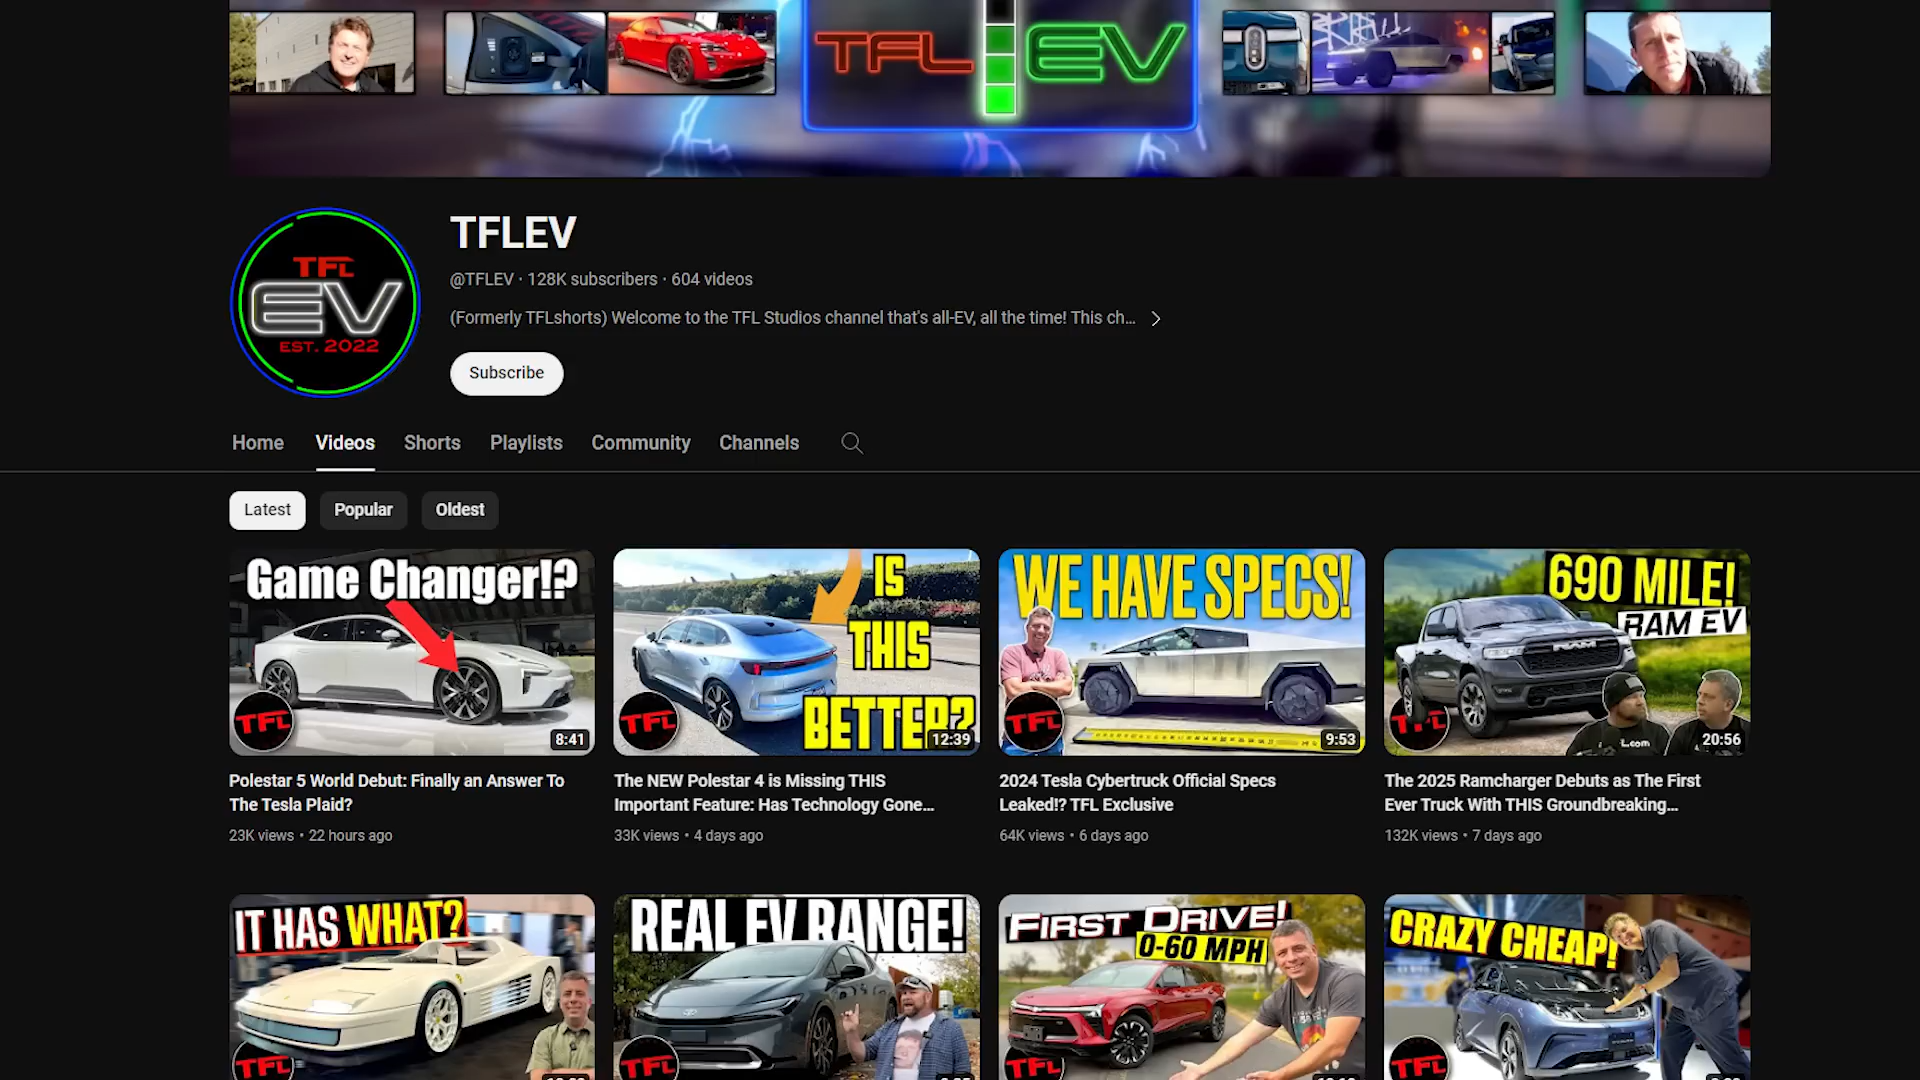 TFL EV
TFL
EV
EST. 2022
TFLEV
@TFLEV · 128K subscribers · 604 videos
(Formerly TFLshorts) Welcome to the TFL Studios channel that's all-EV, all the time! This ch...
Subscribe
Home Videos Shorts Playlists Community Channels
Latest Popular Oldest
Game Changer!?
TFL
8:41
Polestar 5 World Debut: Finally an Answer To
The Tesla Plaid?
23K views • 22 hours ago
IS
THIS
BETTER?
TFL
12:39
The NEW Polestar 4 is Missing THIS
Important Feature: Has Technology Gone...
33K views • 4 days ago
WE HAVE SPECS!
TFL
9:53
2024 Tesla Cybertruck Official Specs
Leaked!? TFL Exclusive
64K views • 6 days ago
690 MILE!
RAM EV
RAM
TFL
20:56
The 2025 Ramcharger Debuts as The First
Ever Truck With THIS Groundbreaking...
132K views • 7 days ago
IT HAS WHAT?
TFL
REAL EV RANGE!
TFL
FIRST DRIVE!
0-60 MPH
TFL
CRAZY CHEAP!
TFL